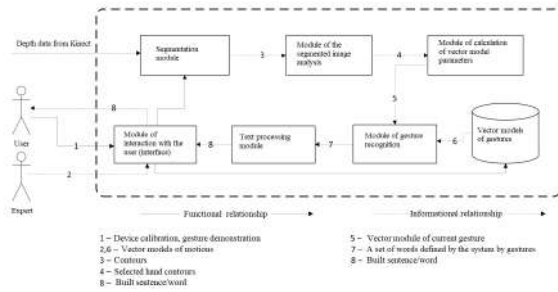 Depth data from Kinect
Segmentation
module
3
Module of the
segmented image
analysis
4
Module of calculation
of vector modal
parameters
8
5
User
1
Module of
interaction with the
user (interface)
8
Text processing
module
7
Module of gesture
recognition
6
Vector models
of gestures
2
Expert
Functional relationship
Informational relationship
1 – Device calibration, gesture demonstration
2,6 – Vector models of motions
3 – Contours
4 – Selected hand contours
8 – Built sentence/word
5 – Vector module of current gesture
7 – A set of words defined by the system by gestures
8 – Built sentence/word